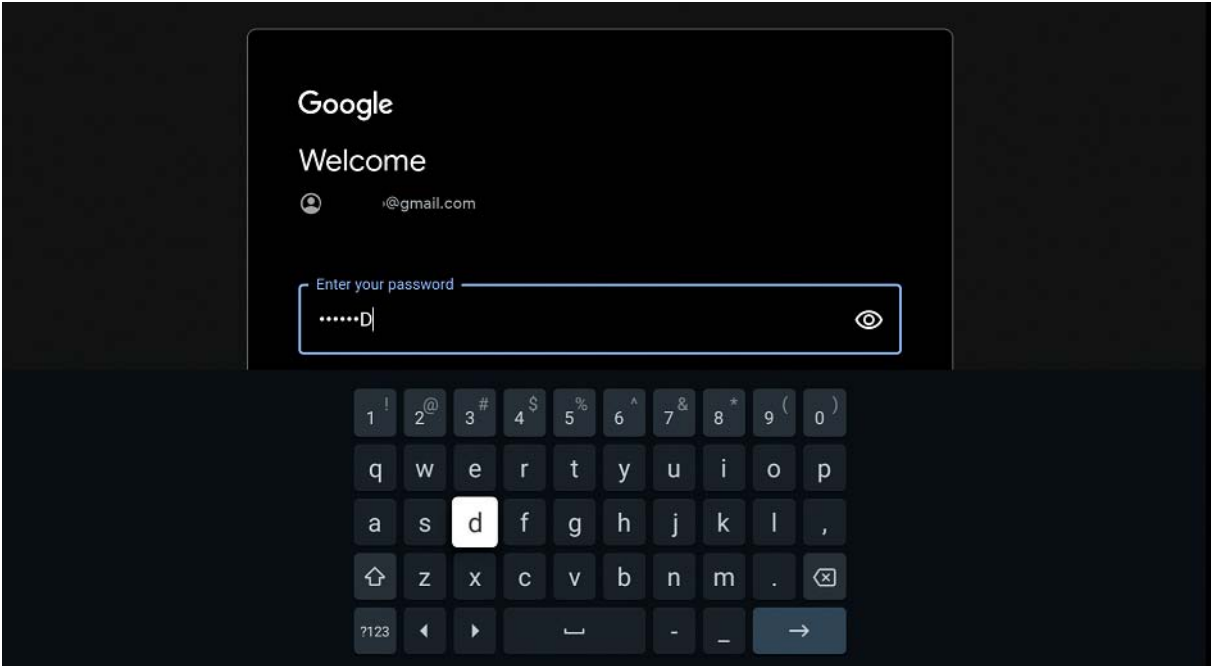 Google
Welcome
@gmail.com
Enter your password
••••••D
1 ! 2 @ 3 # 4 $ 5 % 6 ^ 7 & 8 * 9 ( 0 )
q w e r t y u i o p
a s d f g h j k l ,
z x c v b n m .
?123 - _